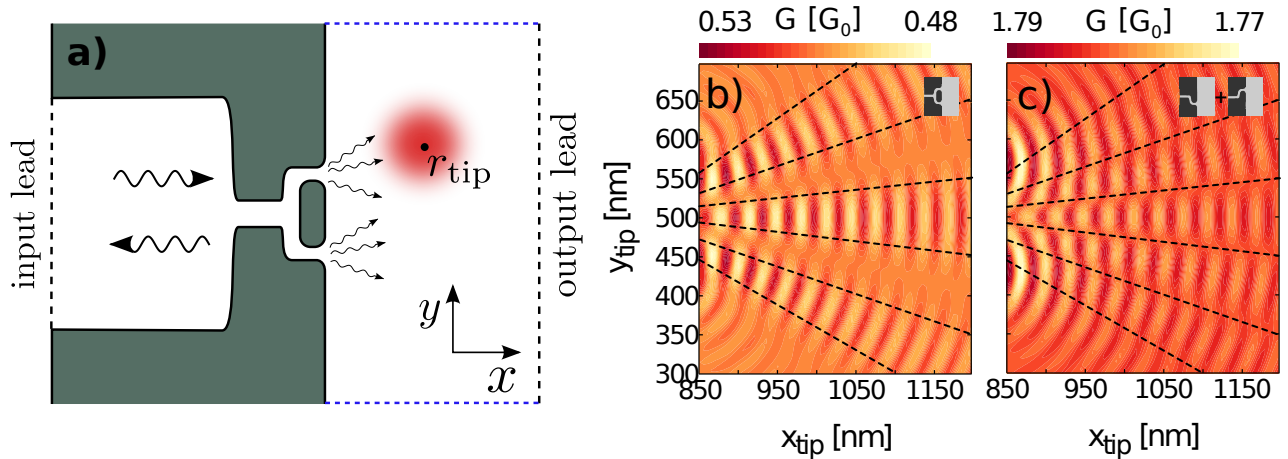 a)
input lead
r_tip
y
x
output lead
0.53 G [G₀] 0.48
b)
y_tip [nm]
650
600
550
500
450
400
350
300
850 950 1050 1150
x_tip [nm]
1.79 G [G₀] 1.77
c)
+
850 950 1050 1150
x_tip [nm]